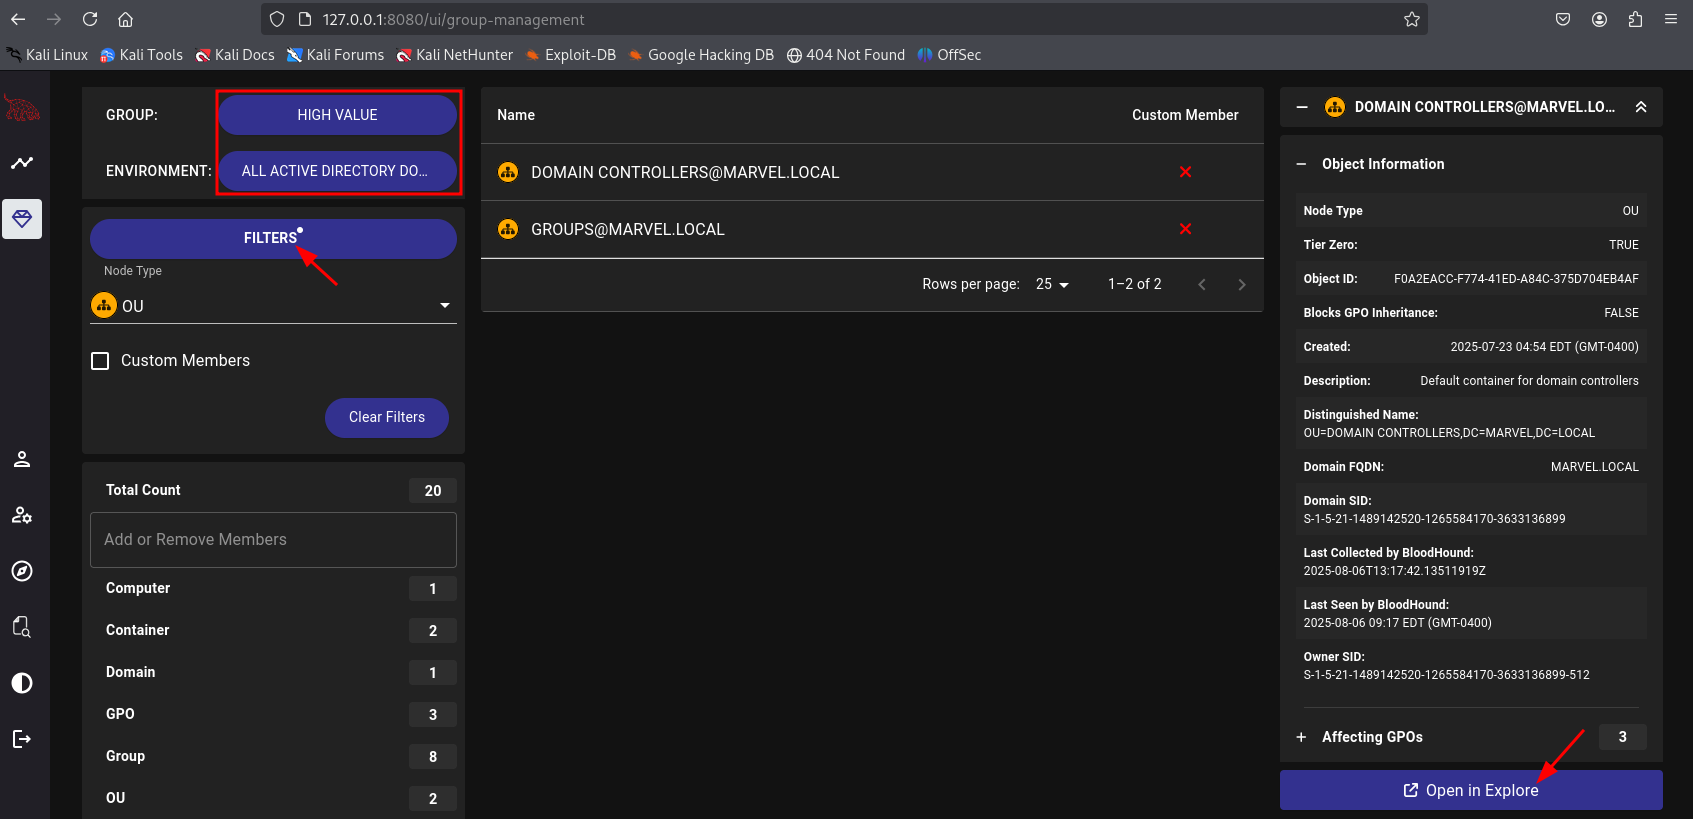 127.0.0.1:8080/ui/group-management
Kali Linux Kali Tools Kali Docs Kali Forums Kali NetHunter Exploit-DB Google Hacking DB 404 Not Found OffSec
GROUP: HIGH VALUE
ENVIRONMENT: ALL ACTIVE DIRECTORY DO...
FILTERS
Node Type
OU
Custom Members
Clear Filters
Total Count 20
Add or Remove Members
Computer 1
Container 2
Domain 1
GPO 3
Group 8
OU 2
Name Custom Member
DOMAIN CONTROLLERS@MARVEL.LOCAL
GROUPS@MARVEL.LOCAL
Rows per page: 25 1–2 of 2
DOMAIN CONTROLLERS@MARVEL.LO...
Object Information
Node Type OU
Tier Zero: TRUE
Object ID: F0A2EACC-F774-41ED-A84C-375D704EB4AF
Blocks GPO Inheritance: FALSE
Created: 2025-07-23 04:54 EDT (GMT-0400)
Description: Default container for domain controllers
Distinguished Name:
OU=DOMAIN CONTROLLERS,DC=MARVEL,DC=LOCAL
Domain FQDN: MARVEL.LOCAL
Domain SID:
S-1-5-21-1489142520-1265584170-3633136899
Last Collected by BloodHound:
2025-08-06T13:17:42.13511919Z
Last Seen by BloodHound:
2025-08-06 09:17 EDT (GMT-0400)
Owner SID:
S-1-5-21-1489142520-1265584170-3633136899-512
Affecting GPOs 3
Open in Explore